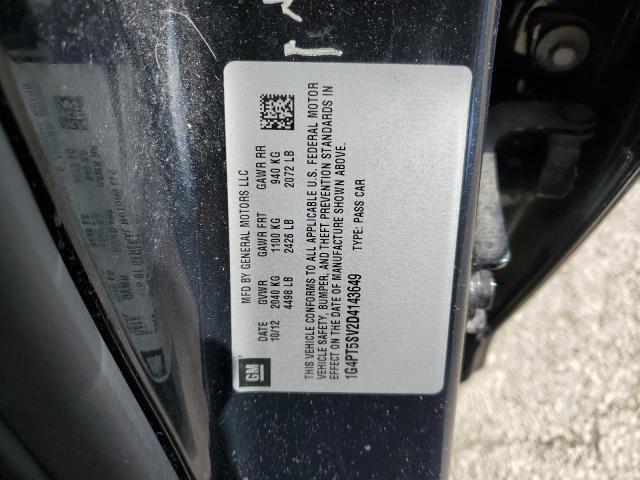 MFD BY GENERAL MOTORS LLC
DATE GVWR GAWR FRT GAWR RR
10/12 2040 KG 1100 KG 940 KG
4498 LB 2426 LB 2072 LB
GM
THIS VEHICLE CONFORMS TO ALL APPLICABLE U.S. FEDERAL MOTOR
VEHICLE SAFETY, BUMPER, AND THEFT PREVENTION STANDARDS IN
EFFECT ON THE DATE OF MANUFACTURE SHOWN ABOVE.
1G4PT5SV2D4143649 TYPE: PASS CAR